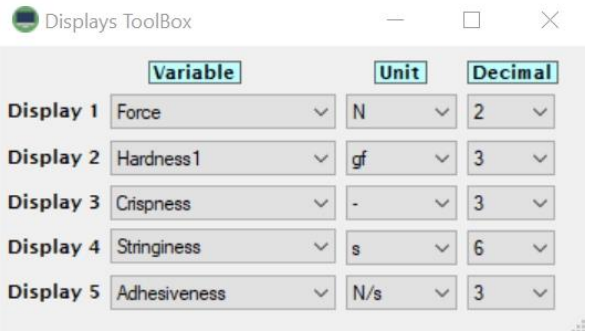 Displays ToolBox
Variable Unit Decimal
Display 1 Force N 2
Display 2 Hardness1 gf 3
Display 3 Crispness - 3
Display 4 Stringiness s 6
Display 5 Adhesiveness N/s 3